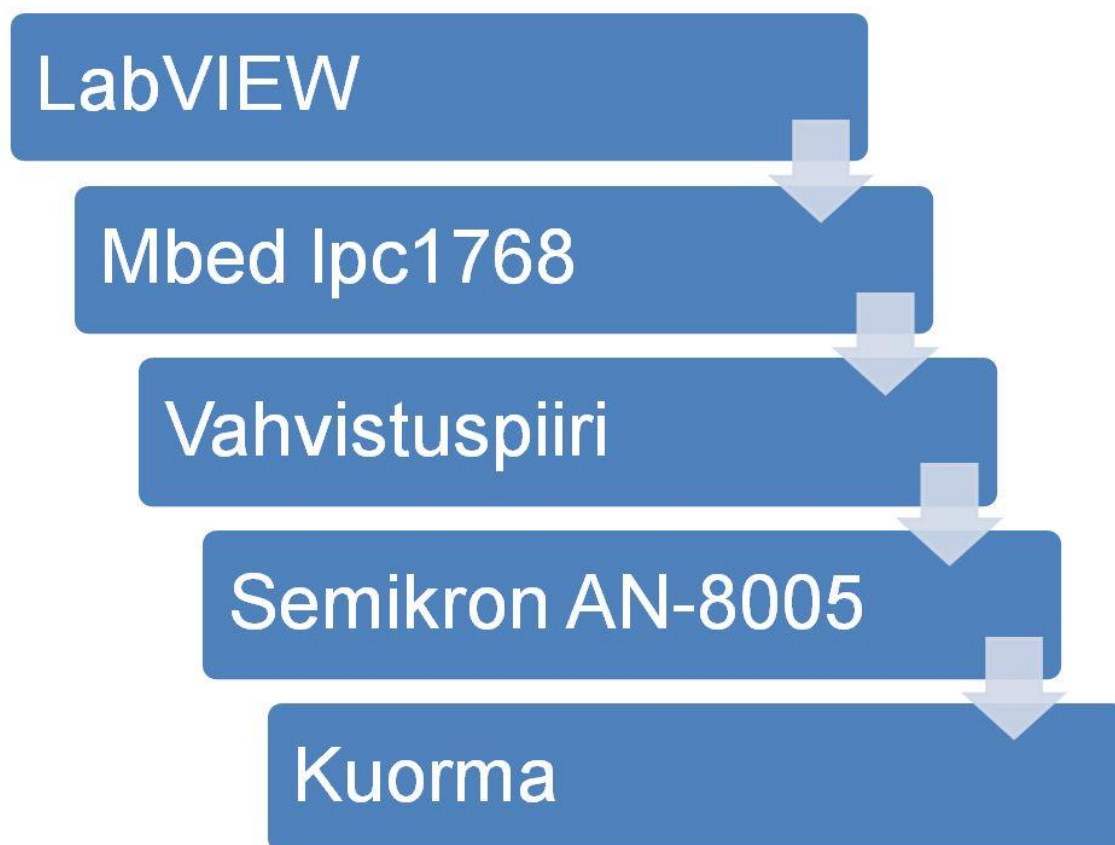 LabVIEW
Mbed lpc1768
Vahvistuspiiri
Semikron AN-8005
Kuorma